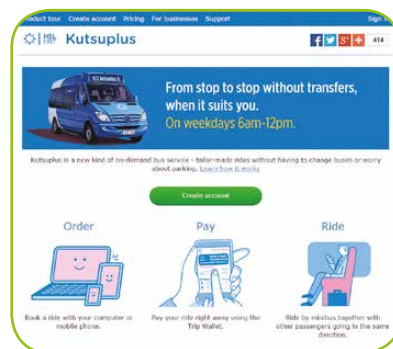 Product tour Create account Pricing For businesses Support Sign
Kutsuplus
414
From stop to stop without transfers,
when it suits you.
On weekdays 6am-12pm.
Kutsuplus is a new kind of on-demand bus service - tailor-made rides without having to change buses or worry
about parking. Learn how it works
Create account
Order Pay Ride
Book a ride with your computer or
mobile phone.
Pay your ride right away using the
Trip Wallet.
Ride by minibus together with
other passengers going in the same
direction.